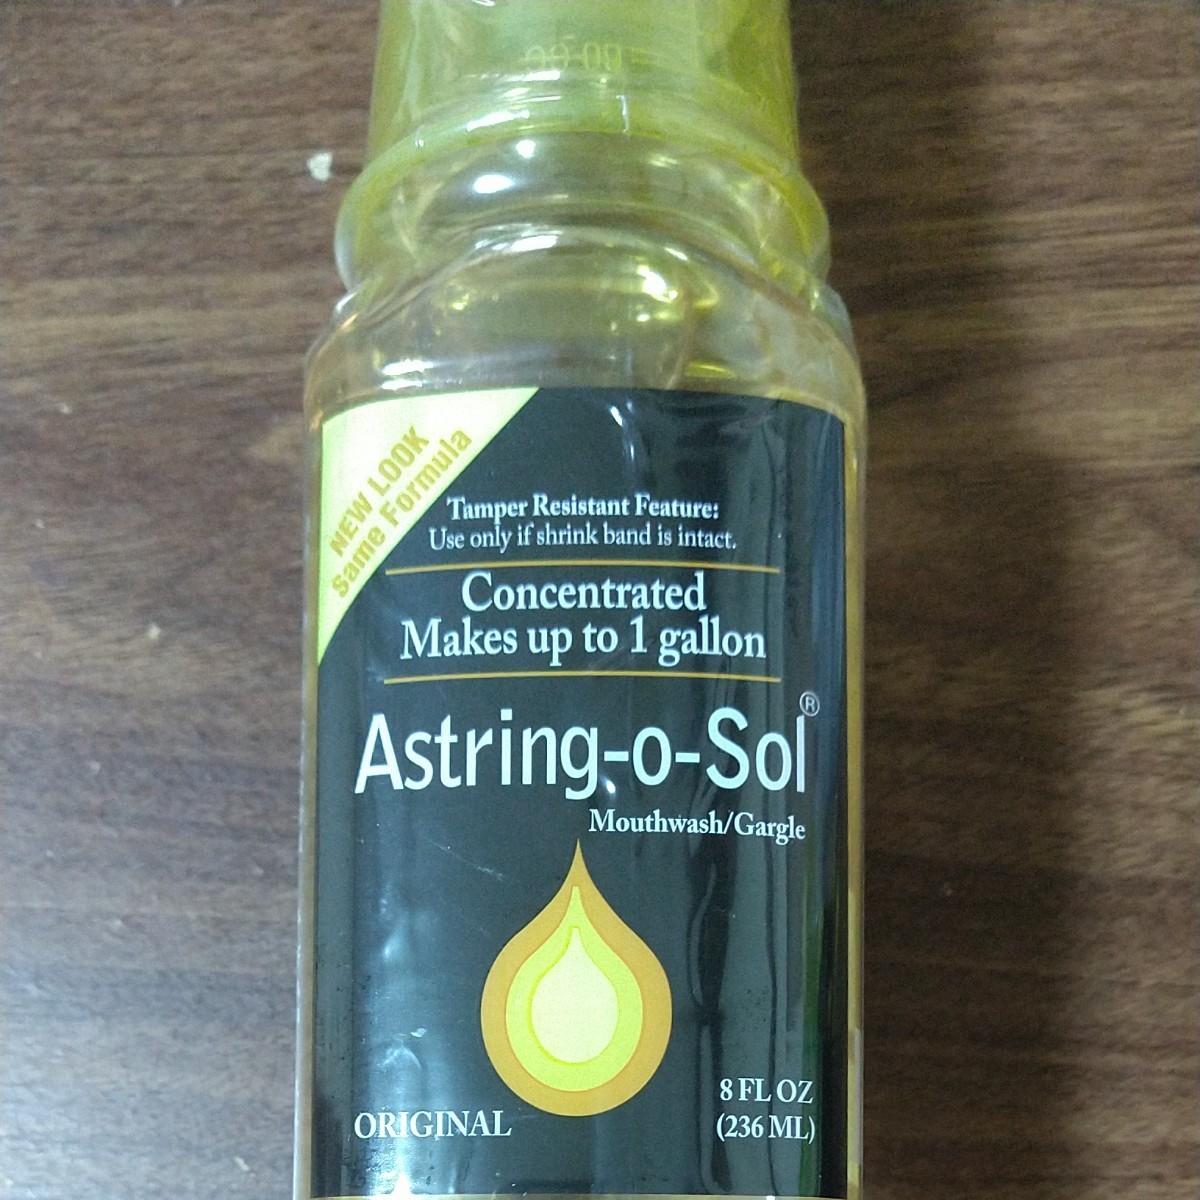 NEW LOOK
Same Formula
Tamper Resistant Feature:
Use only if shrink band is intact.
Concentrated
Makes up to 1 gallon
Astring-o-Sol®
Mouthwash/Gargle
ORIGINAL
8 FL OZ
(236 ML)